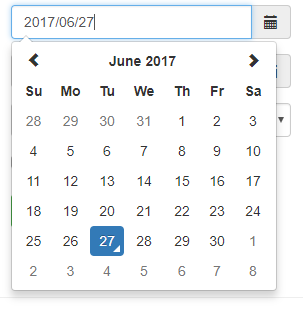 2017/06/27
June 2017
Su Mo Tu We Th Fr Sa
28 29 30 31 1 2 3
4 5 6 7 8 9 10
11 12 13 14 15 16 17
18 19 20 21 22 23 24
25 26 27 28 29 30 1
2 3 4 5 6 7 8